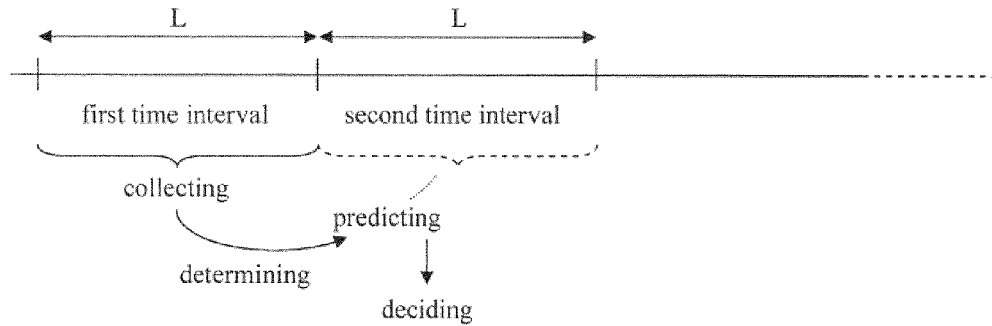 L L
first time interval second time interval
collecting
predicting
determining
deciding